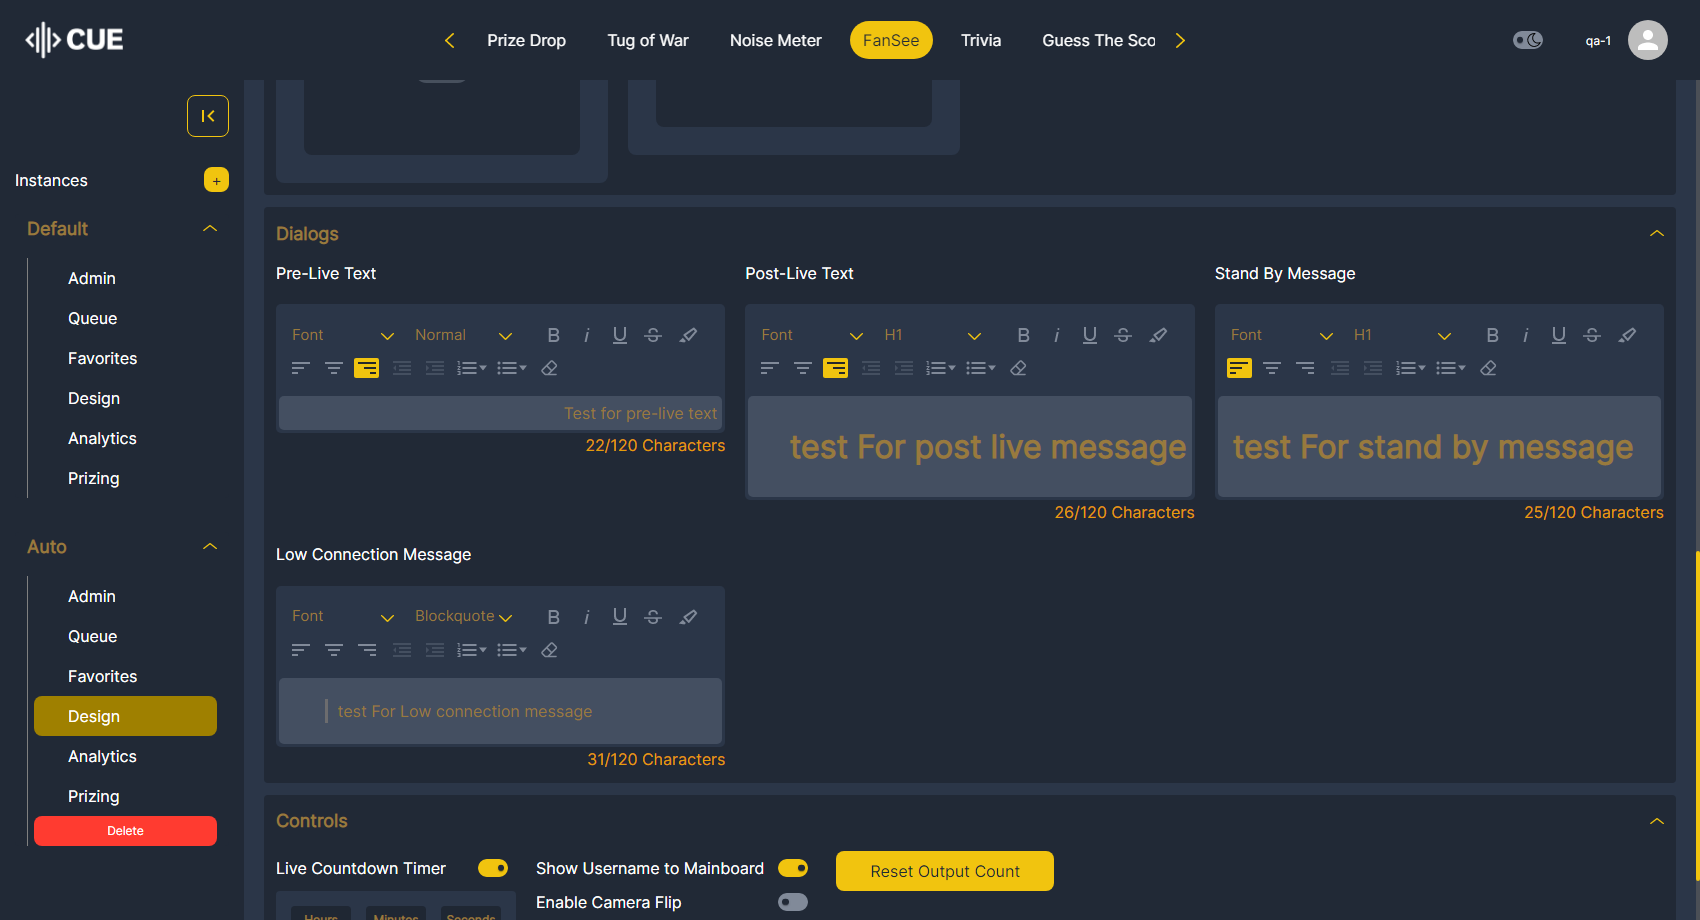 CUE
Prize Drop
Tug of War
Noise Meter
FanSee
Trivia
Guess The Sco
qa-1
Instances
+
Default
Admin
Queue
Favorites
Design
Analytics
Prizing
Auto
Admin
Queue
Favorites
Design
Analytics
Prizing
Delete
Dialogs
Pre-Live Text
Font
Normal
B i U S
Test for pre-live text
22/120 Characters
Post-Live Text
Font
H1
B i U S
test For post live message
26/120 Characters
Stand By Message
Font
H1
B i U S
test For stand by message
25/120 Characters
Low Connection Message
Font
Blockquote
B i U S
test For Low connection message
31/120 Characters
Controls
Live Countdown Timer
Show Username to Mainboard
Reset Output Count
Enable Camera Flip
Hours
Minutes
Seconds